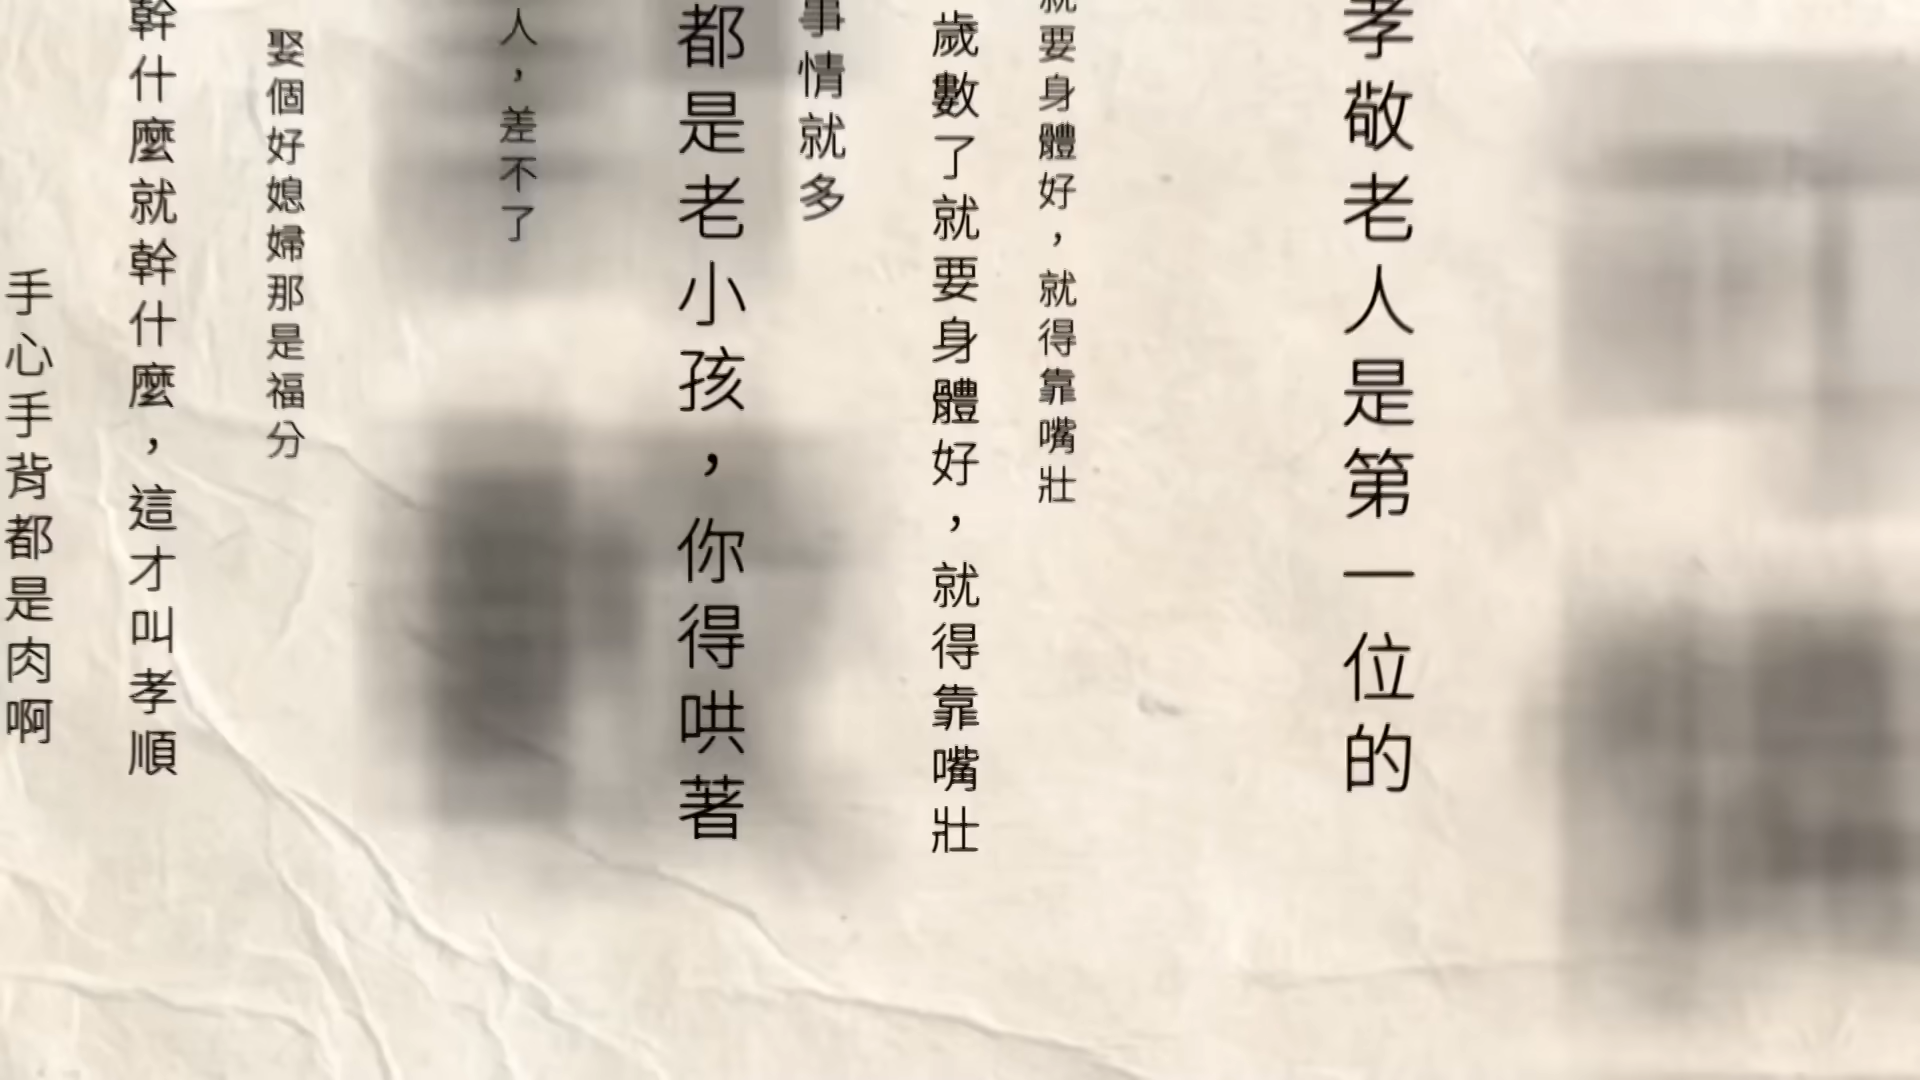 孝敬老人是第一位的
就要身體好，就得靠嘴壯
歲數了就要身體好，就得靠嘴壯
事情就多
都是老小孩，你得哄著
人，差不了
娶個好媳婦那是福分
幹什麼就幹什麼，這才叫孝順
手心手背都是肉啊